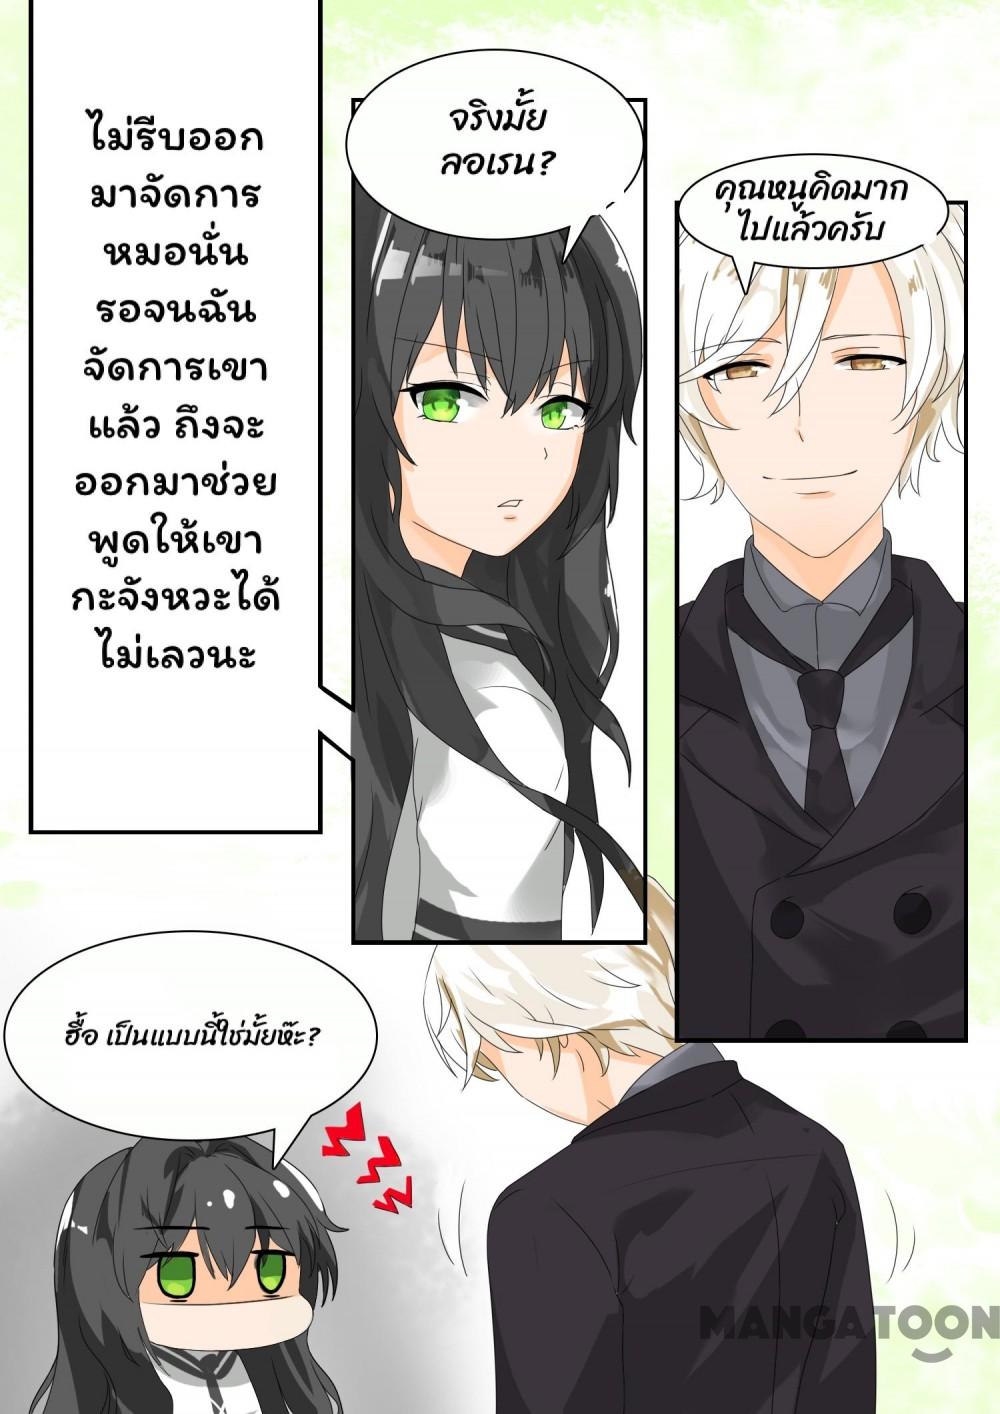 ไม่รีบออก
มาจัดการ
หมอนั่น
รอจนฉัน
จัดการเขา
แล้ว ถึงจะ
ออกมาช่วย
พูดให้เขา
กะจังหวะได้
ไม่เลวนะ
จริงมั้ย
ลอเรน?
คุณหนูคิดมาก
ไปแล้วครับ
ฮื้อ เป็นแบบนี้ใช่มั้ยห๊ะ?
MANGATOON